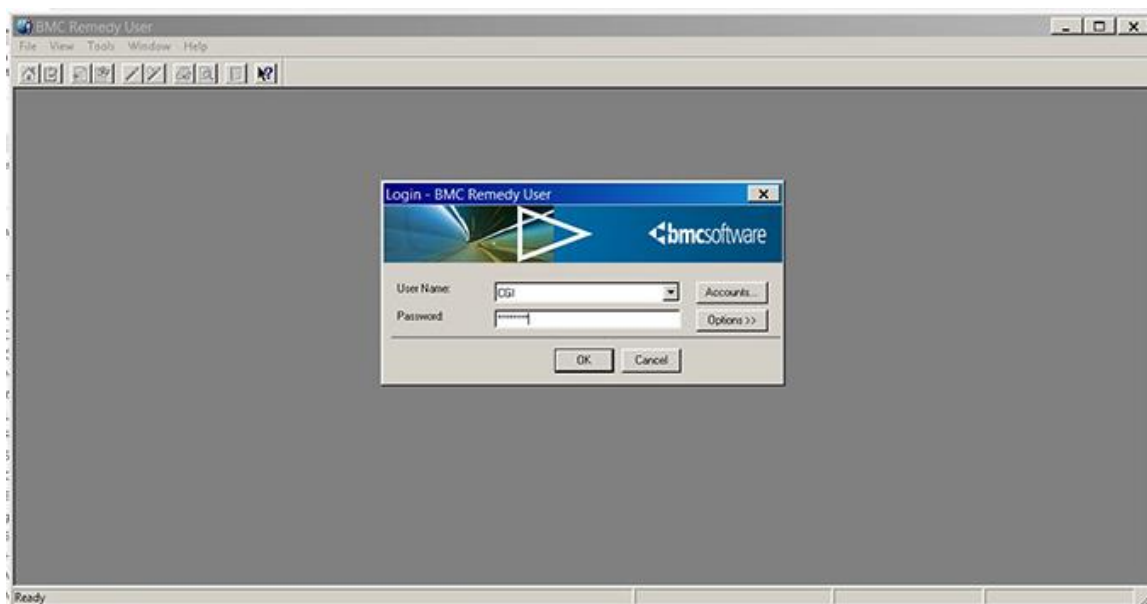 BMC Remedy User
File View Tools Window Help
Login - BMC Remedy User
bmcsoftware
User Name: CGI Accounts...
Password ******** Options >>
OK Cancel
Ready